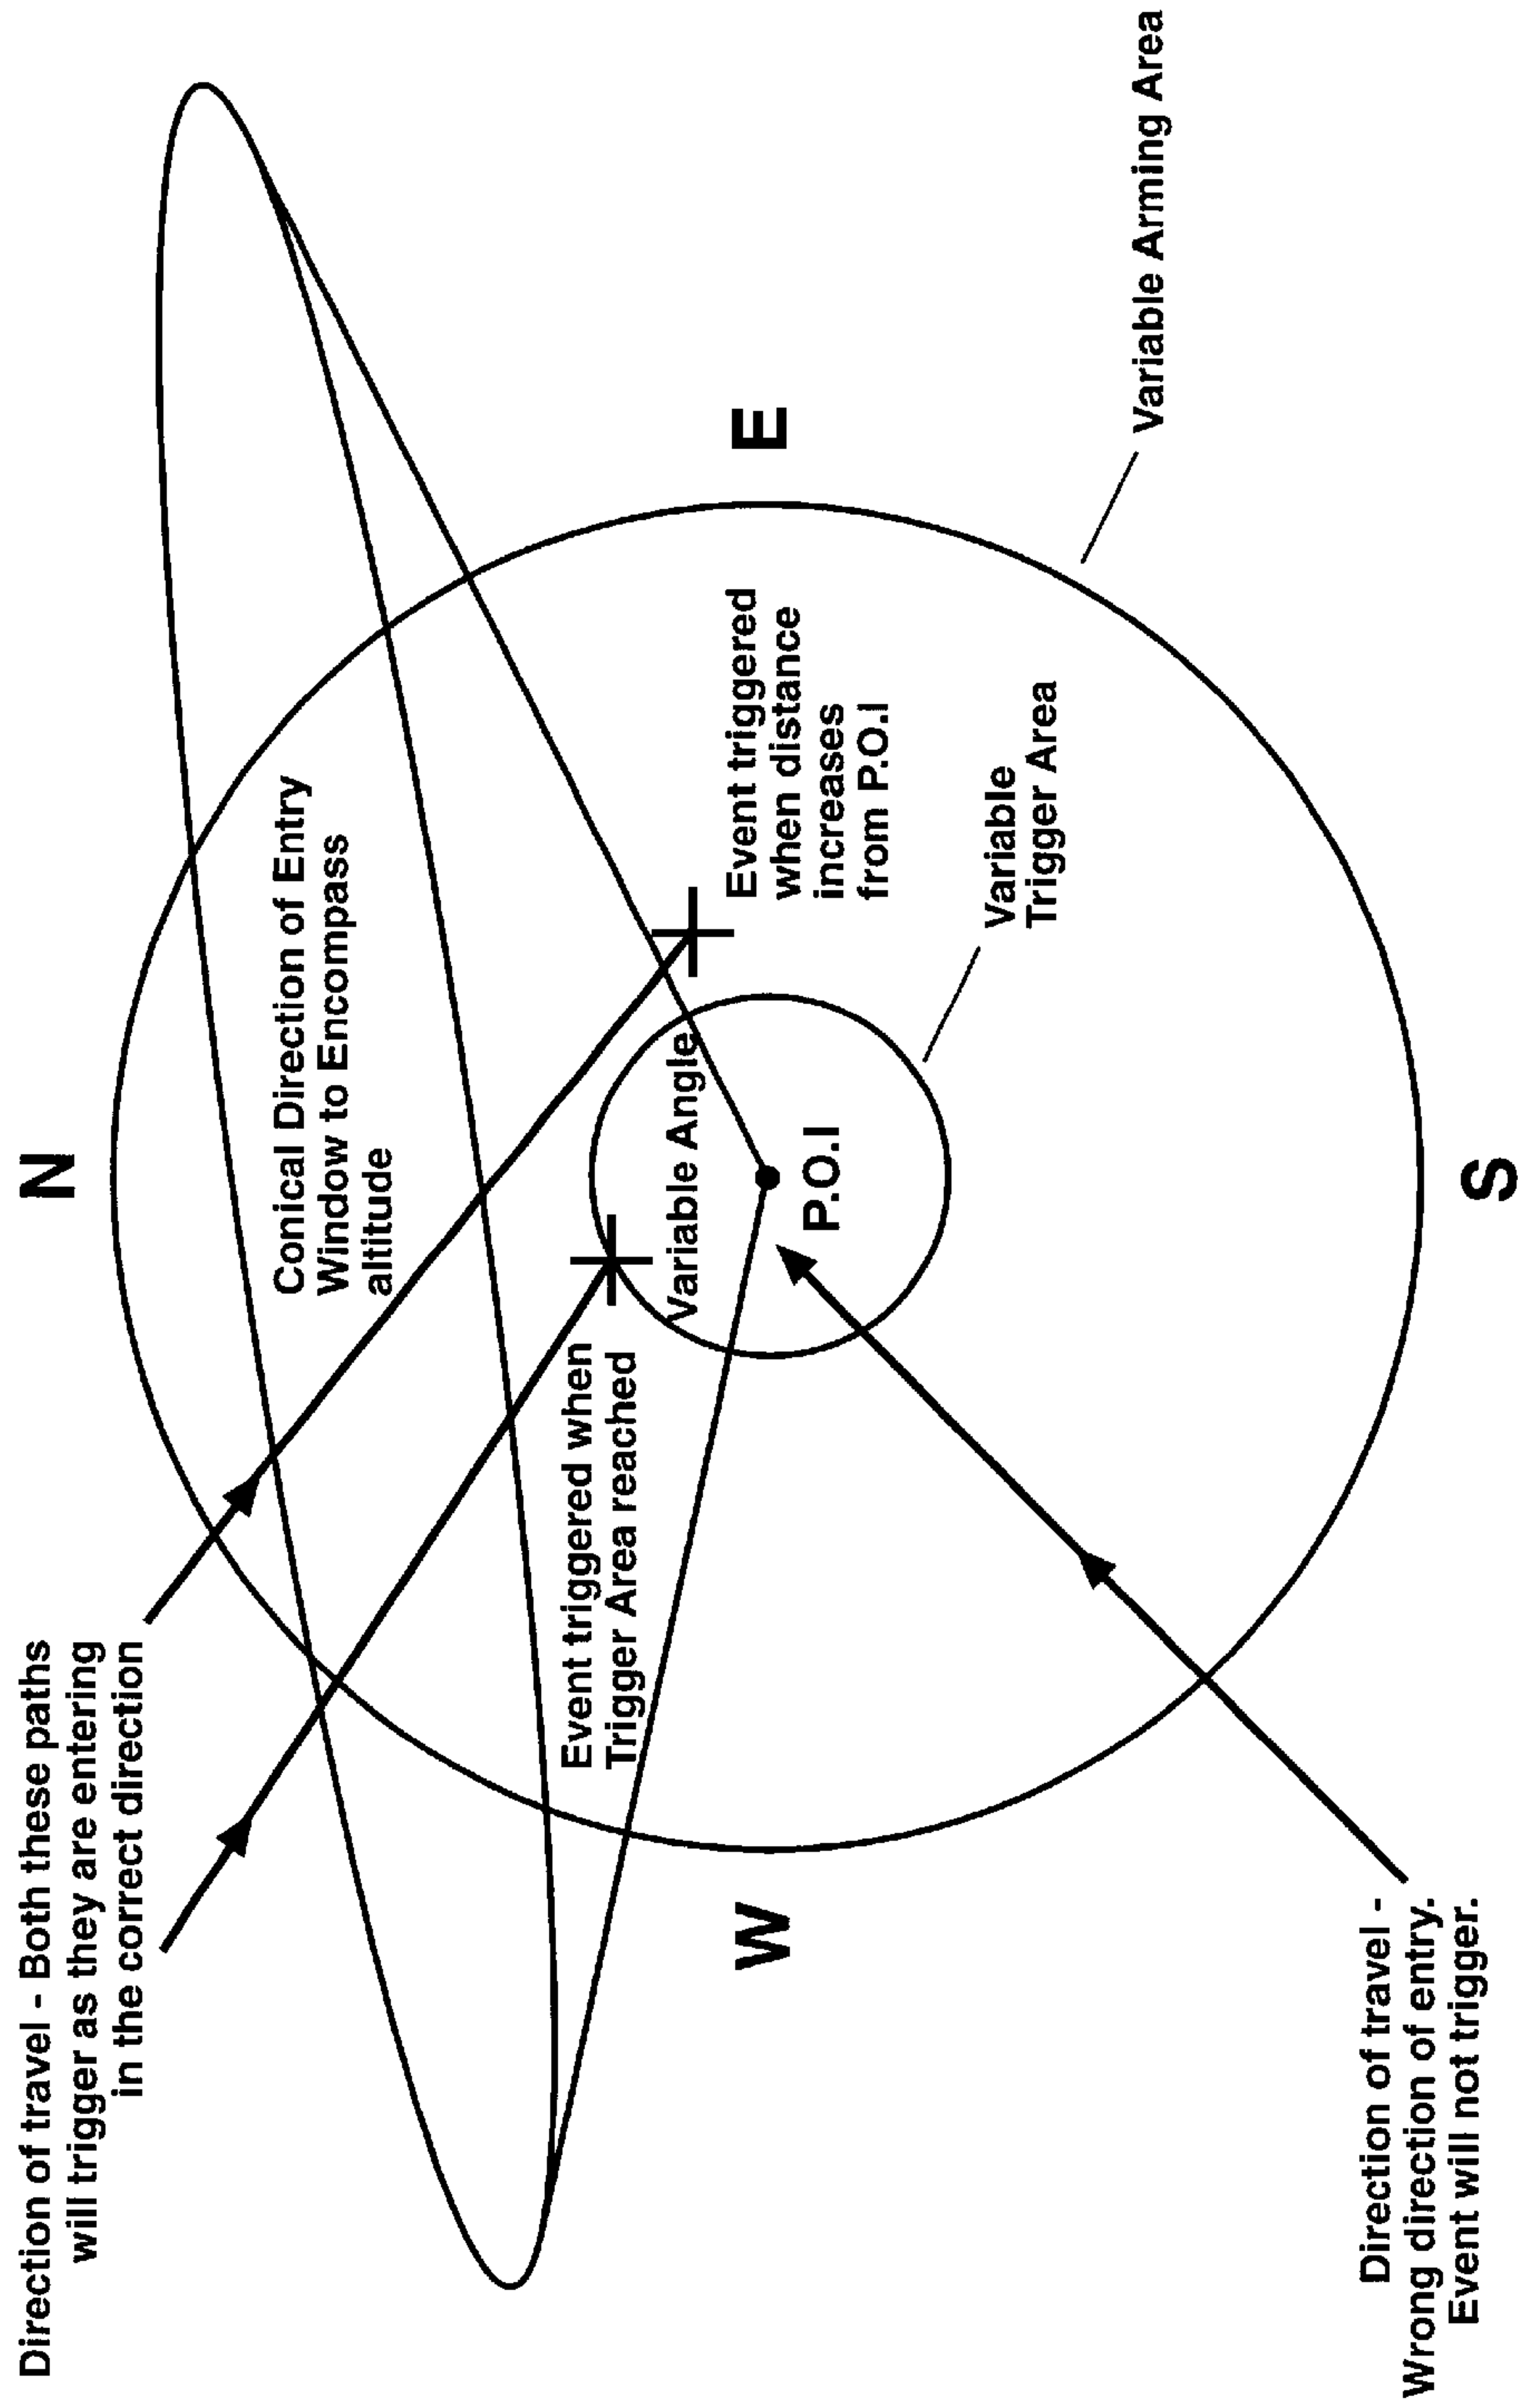 Direction of travel - Both these paths
will trigger as they are entering
in the correct direction
N
Conical Direction of Entry
Window to Encompass
altitude
Event triggered when
Trigger Area reached
Variable Angle
Event triggered
when distance
increases
from P.O.I
W
P.O.I
E
Variable
Trigger Area
Variable Arming Area
Direction of travel -
Wrong direction of entry.
Event will not trigger.
S